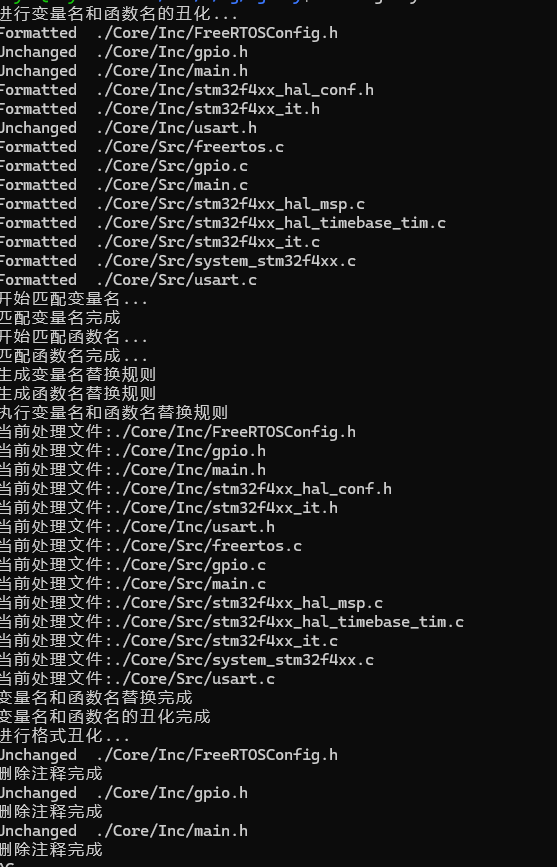 进行变量名和函数名的丑化...
Formatted  ./Core/Inc/FreeRTOSConfig.h
Unchanged  ./Core/Inc/gpio.h
Unchanged  ./Core/Inc/main.h
Formatted  ./Core/Inc/stm32f4xx_hal_conf.h
Formatted  ./Core/Inc/stm32f4xx_it.h
Unchanged  ./Core/Inc/usart.h
Formatted  ./Core/Src/freertos.c
Formatted  ./Core/Src/gpio.c
Formatted  ./Core/Src/main.c
Formatted  ./Core/Src/stm32f4xx_hal_msp.c
Formatted  ./Core/Src/stm32f4xx_hal_timebase_tim.c
Formatted  ./Core/Src/stm32f4xx_it.c
Formatted  ./Core/Src/system_stm32f4xx.c
Formatted  ./Core/Src/usart.c
开始匹配变量名...
匹配变量名完成
开始匹配函数名...
匹配函数名完成...
生成变量名替换规则
生成函数名替换规则
执行变量名和函数名替换规则
当前处理文件:./Core/Inc/FreeRTOSConfig.h
当前处理文件:./Core/Inc/gpio.h
当前处理文件:./Core/Inc/main.h
当前处理文件:./Core/Inc/stm32f4xx_hal_conf.h
当前处理文件:./Core/Inc/stm32f4xx_it.h
当前处理文件:./Core/Inc/usart.h
当前处理文件:./Core/Src/freertos.c
当前处理文件:./Core/Src/gpio.c
当前处理文件:./Core/Src/main.c
当前处理文件:./Core/Src/stm32f4xx_hal_msp.c
当前处理文件:./Core/Src/stm32f4xx_hal_timebase_tim.c
当前处理文件:./Core/Src/stm32f4xx_it.c
当前处理文件:./Core/Src/system_stm32f4xx.c
当前处理文件:./Core/Src/usart.c
变量名和函数名替换完成
变量名和函数名的丑化完成
进行格式丑化...
Unchanged  ./Core/Inc/FreeRTOSConfig.h
删除注释完成
Unchanged  ./Core/Inc/gpio.h
删除注释完成
Unchanged  ./Core/Inc/main.h
删除注释完成